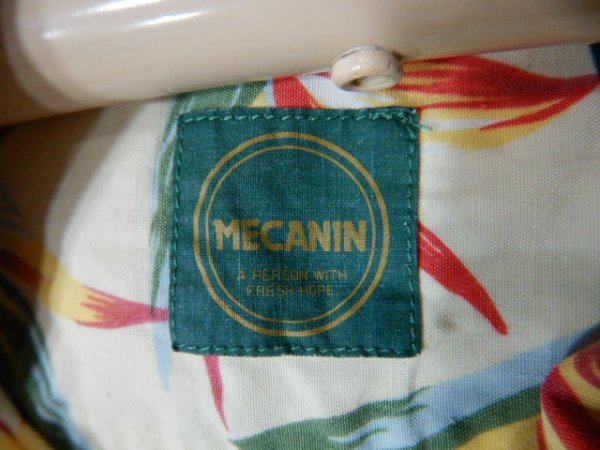 MECANIN
A PERSON WITH
FRESH HOPE